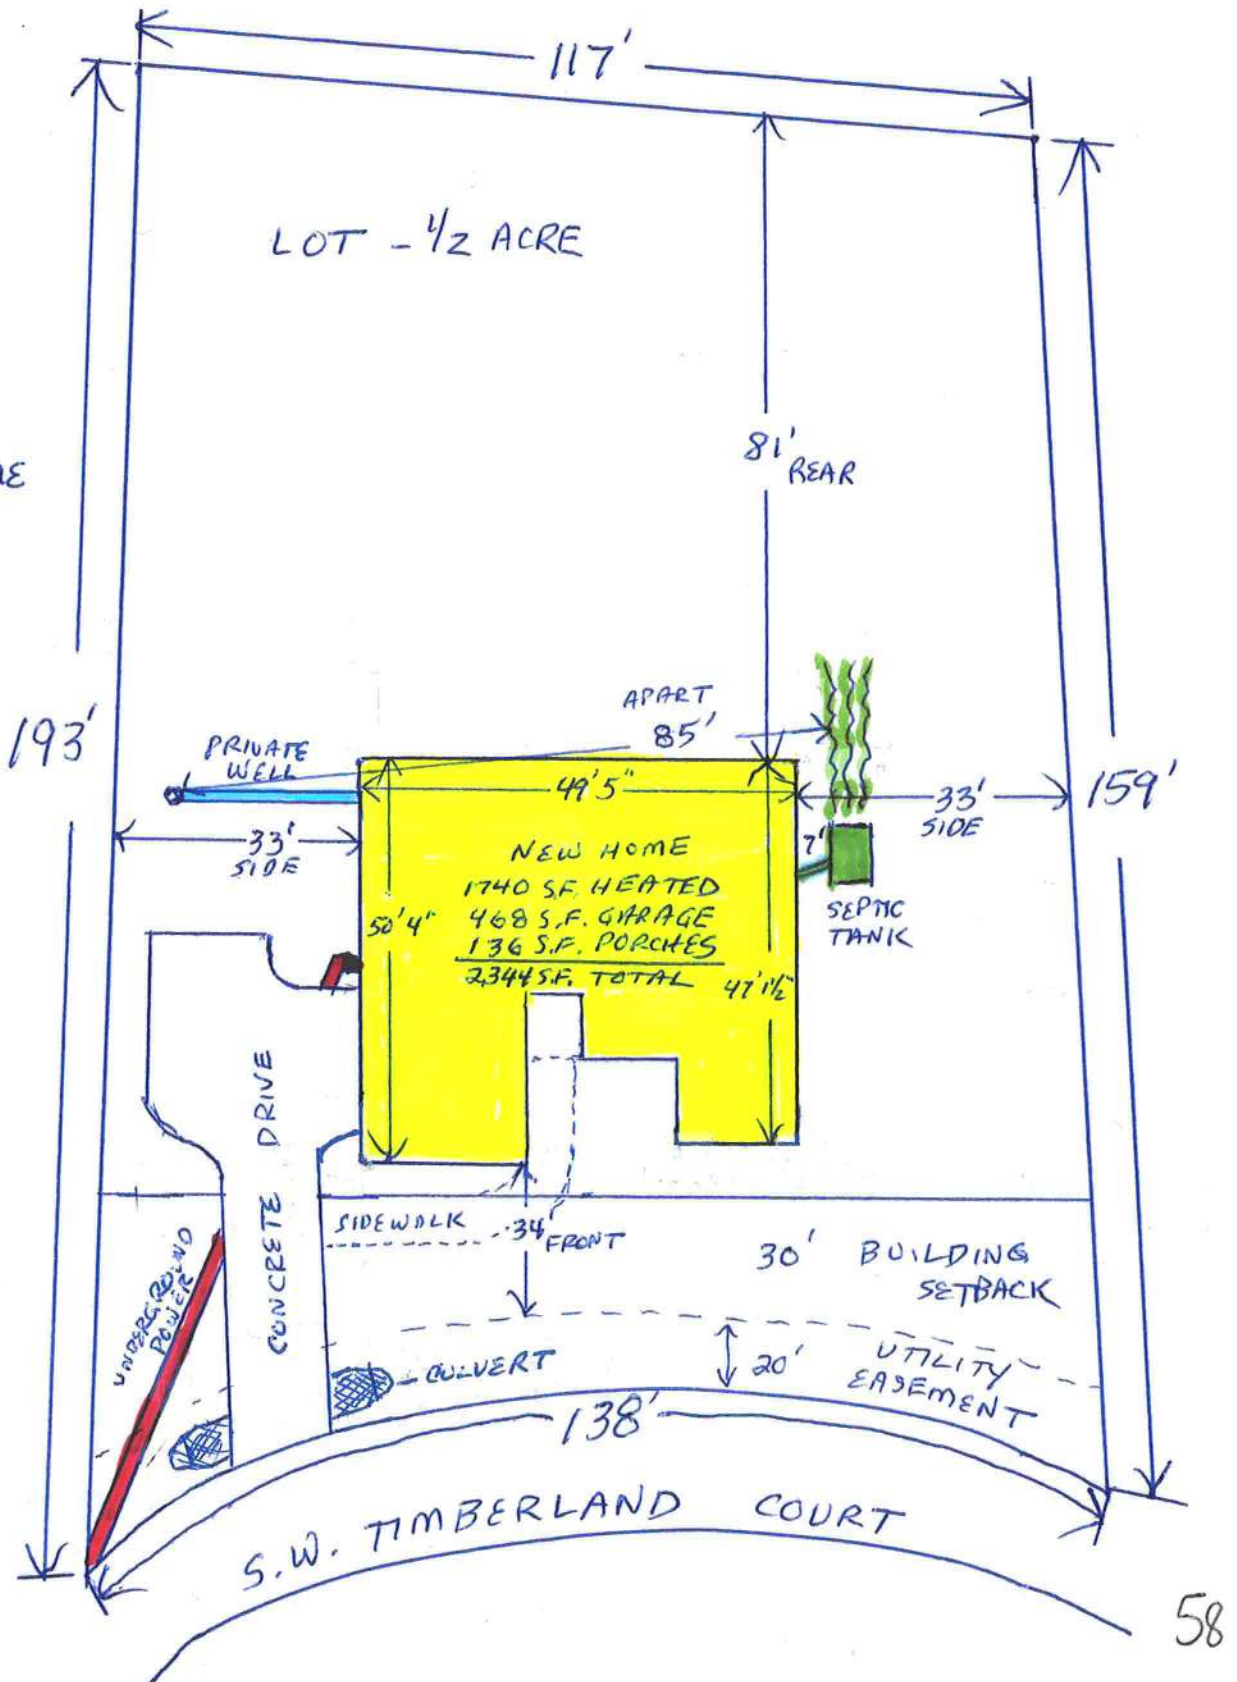 117'
LOT - 1/2 ACRE
81'
REAR
193'
APART
85'
PRIVATE
WELL
49'5"
33'
SIDE
159'
33'
SIDE
7'
NEW HOME
1740 S.F. HEATED
468 S.F. GARAGE
136 S.F. PORCHES
2344 S.F. TOTAL
50'4"
47'1½"
SEPTIC
TANK
CONCRETE DRIVE
SIDEWALK
34'
FRONT
30' BUILDING
SETBACK
UNDERGROUND
POWER
CULVERT
20'
UTILITY
EASEMENT
138'
S.W. TIMBERLAND COURT
58